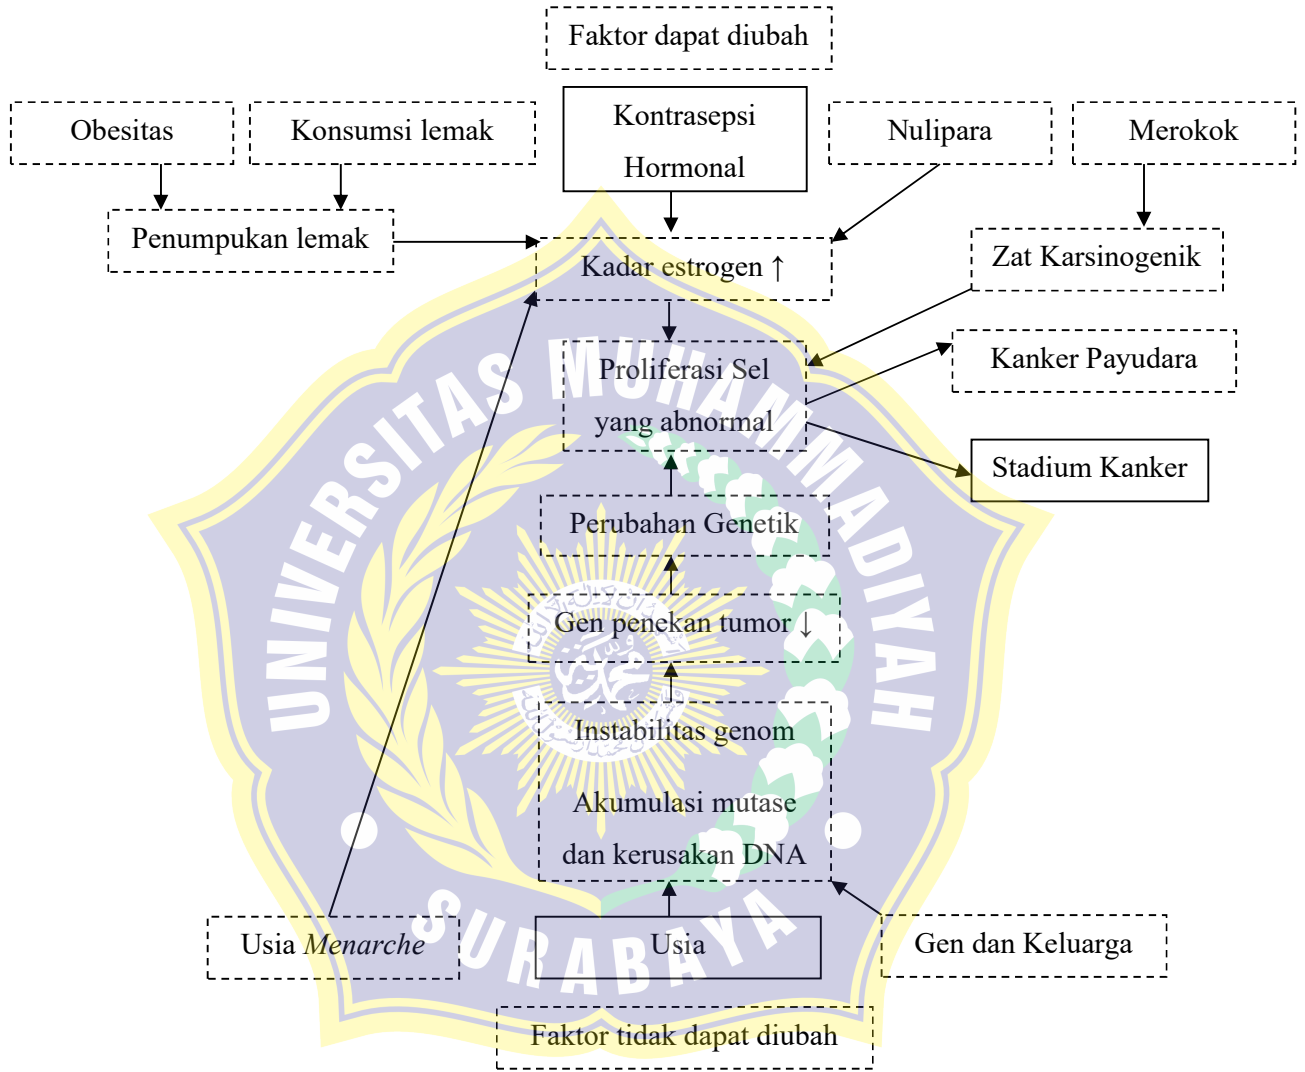 Faktor dapat diubah
Obesitas
Konsumsi lemak
Kontrasepsi
Hormonal
Nulipara
Merokok
Penumpukan lemak
Kadar estrogen ↑
Zat Karsinogenik
Proliferasi Sel
yang abnormal
Kanker Payudara
Stadium Kanker
Perubahan Genetik
Gen penekan tumor ↓
Instabilitas genom
Akumulasi mutase
dan kerusakan DNA
Usia Menarche
Usia
Gen dan Keluarga
Faktor tidak dapat diubah
UNIVERSITAS MUHAMMADIYAH
SURABAYA